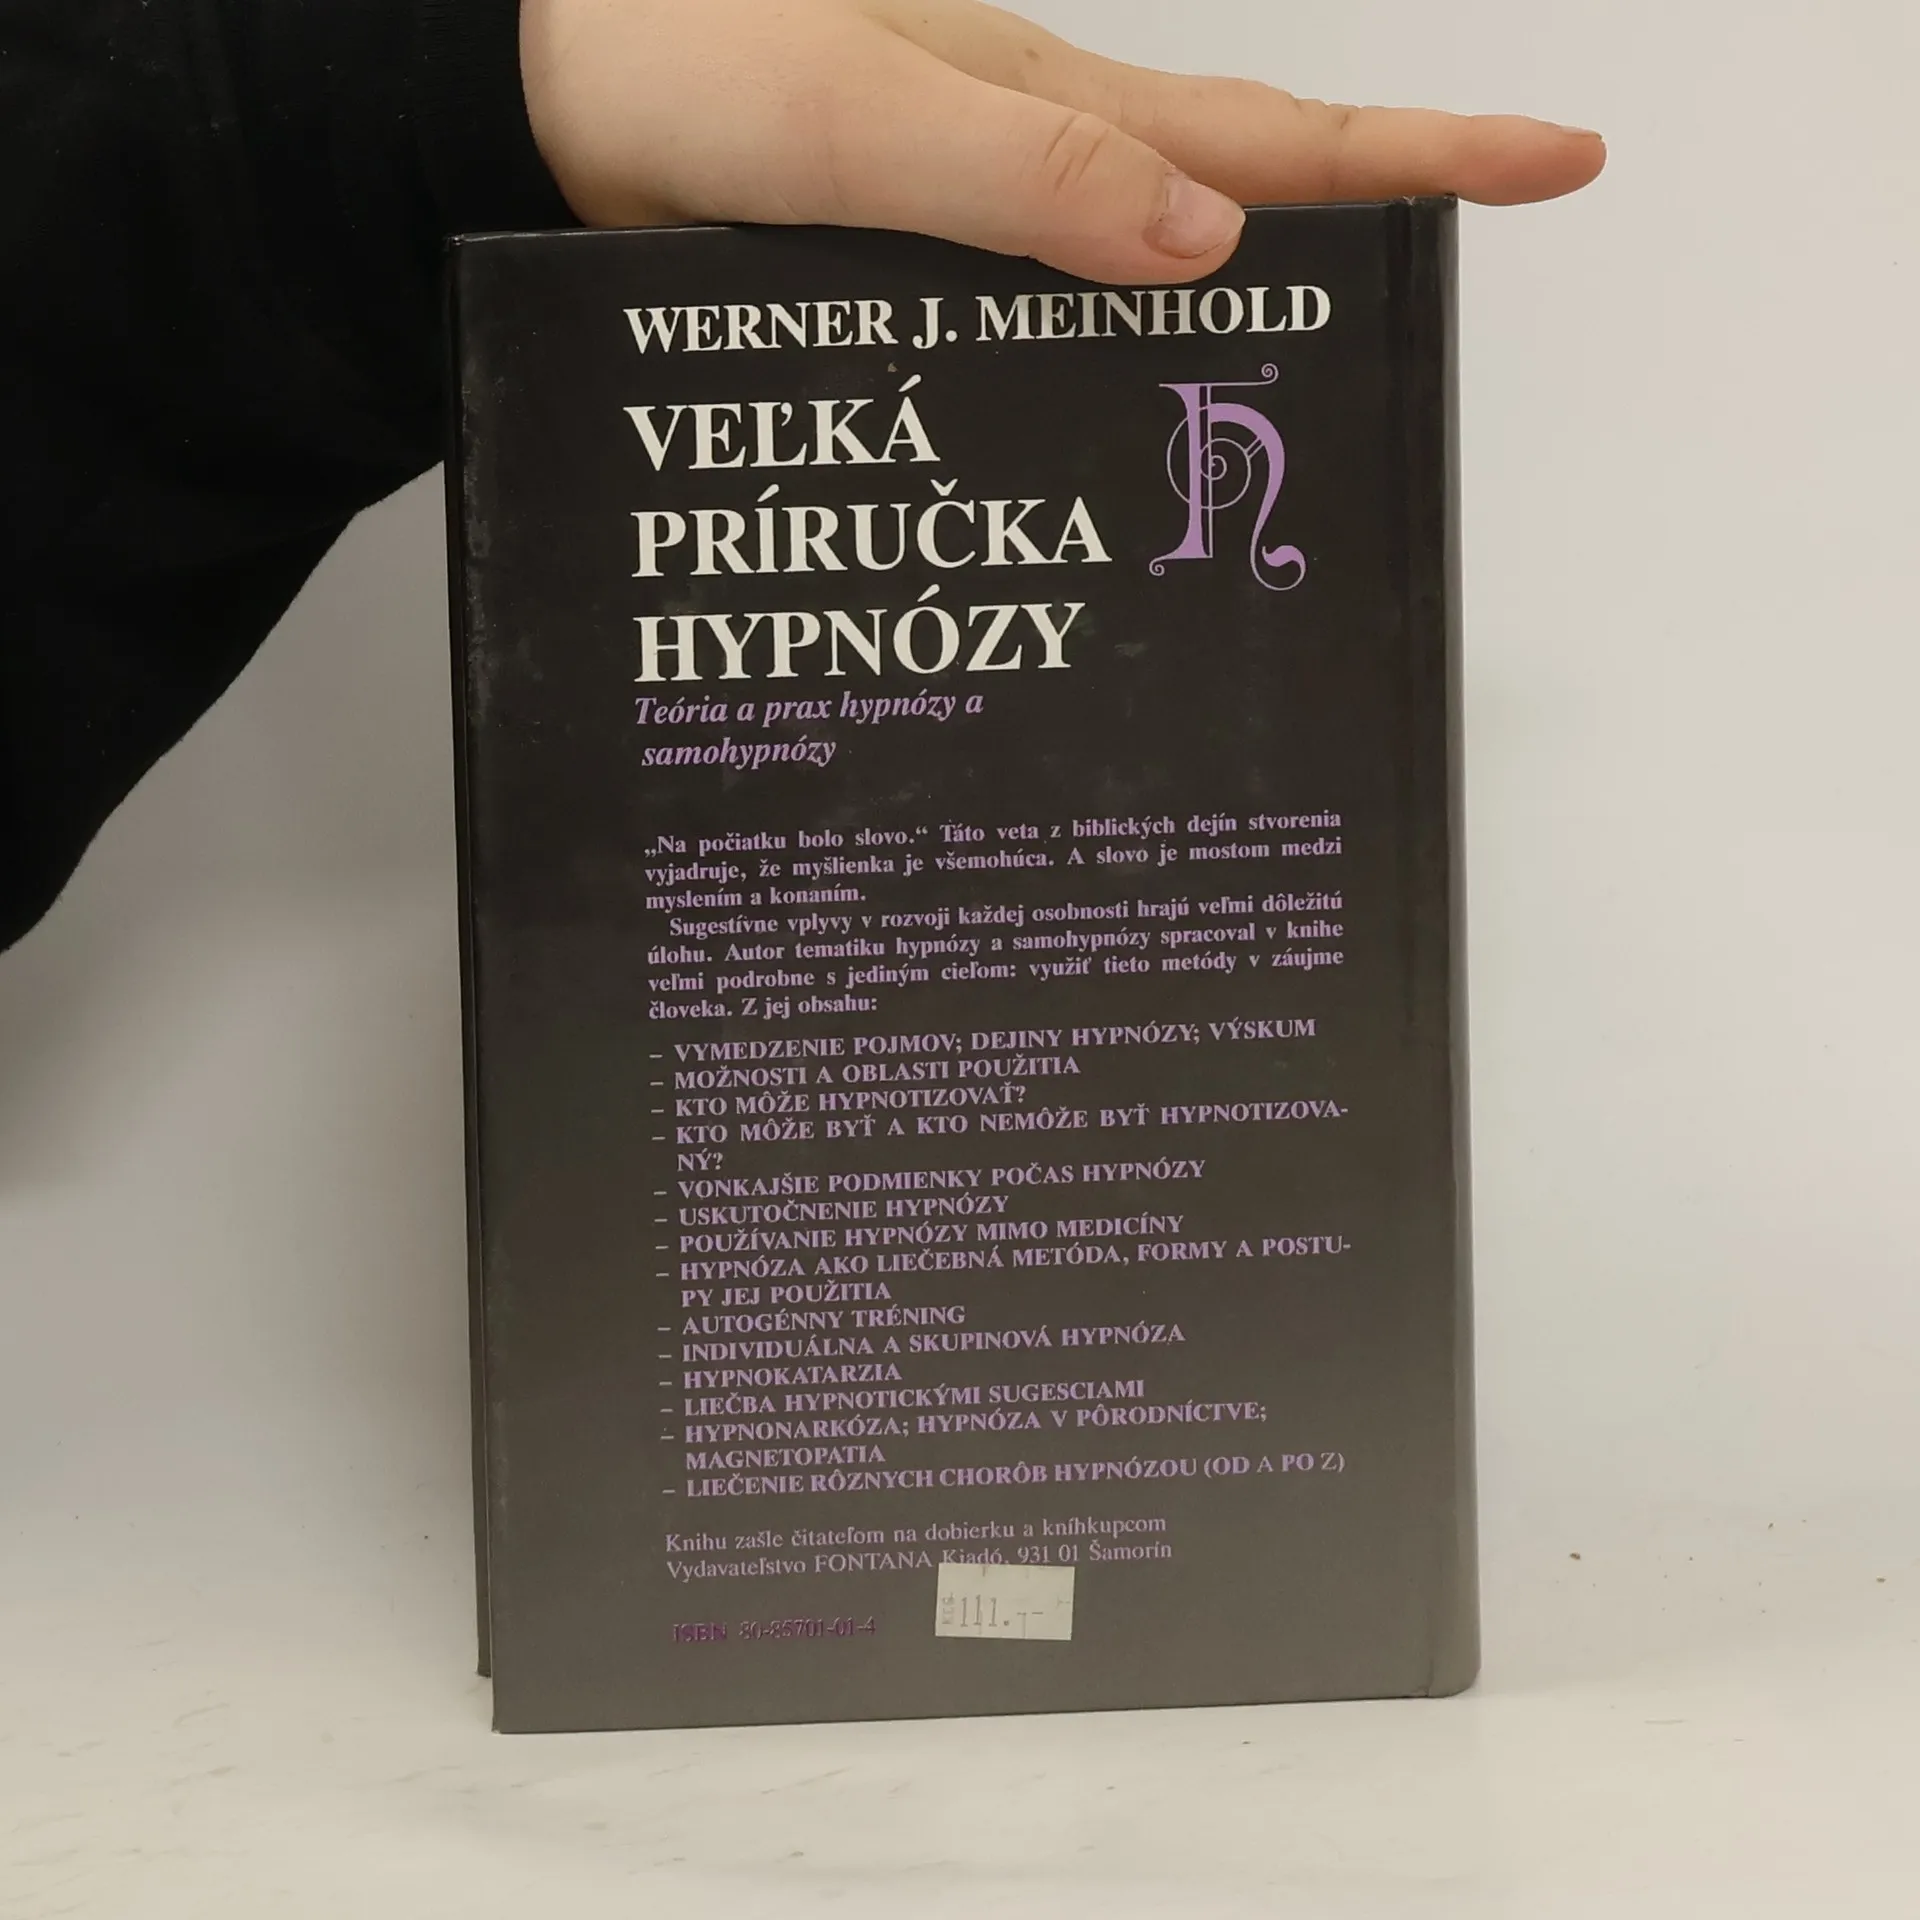 WERNER J. MEINHOLD
VEĽKÁ
PRÍRUČKA
HYPNÓZY
Teória a prax hypnózy a
samohypnózy
„Na počiatku bolo slovo.“ Táto veta z biblických dejín stvorenia
vyjadruje, že myšlienka je všemohúca. A slovo je mostom medzi
myslením a konaním.
Sugestívne vplyvy v rozvoji každej osobnosti hrajú veľmi dôležitú
úlohu. Autor tematiku hypnózy a samohypnózy spracoval v knihe
veľmi podrobne s jediným cieľom: využiť tieto metódy v záujme
človeka. Z jej obsahu:
– VYMEDZENIE POJMOV; DEJINY HYPNÓZY; VÝSKUM
– MOŽNOSTI A OBLASTI POUŽITIA
– KTO MÔŽE HYPNOTIZOVAŤ?
– KTO MÔŽE BYŤ A KTO NEMÔŽE BYŤ HYPNOTIZOVA-
NÝ?
– VONKAJŠIE PODMIENKY POČAS HYPNÓZY
– USKUTOČNENIE HYPNÓZY
– POUŽÍVANIE HYPNÓZY MIMO MEDICÍNY
– HYPNÓZA AKO LIEČEBNÁ METÓDA, FORMY A POSTU-
PY JEJ POUŽITIA
– AUTOGÉNNY TRÉNING
– INDIVIDUÁLNA A SKUPINOVÁ HYPNÓZA
– HYPNOKATARZIA
– LIEČBA HYPNOTICKÝMI SUGESCIAMI
– HYPNONARKÓZA; HYPNÓZA V PÔRODNÍCTVE;
MAGNETOPATIA
– LIEČENIE RÔZNYCH CHORÔB HYPNÓZOU (OD A PO Z)
Knihu zašle čitateľom na dobierku a kníhkupcom
Vydavateľstvo FONTANA Kiadó, 931 01 Šamorín
ISBN 80-85701-01-4
111.--